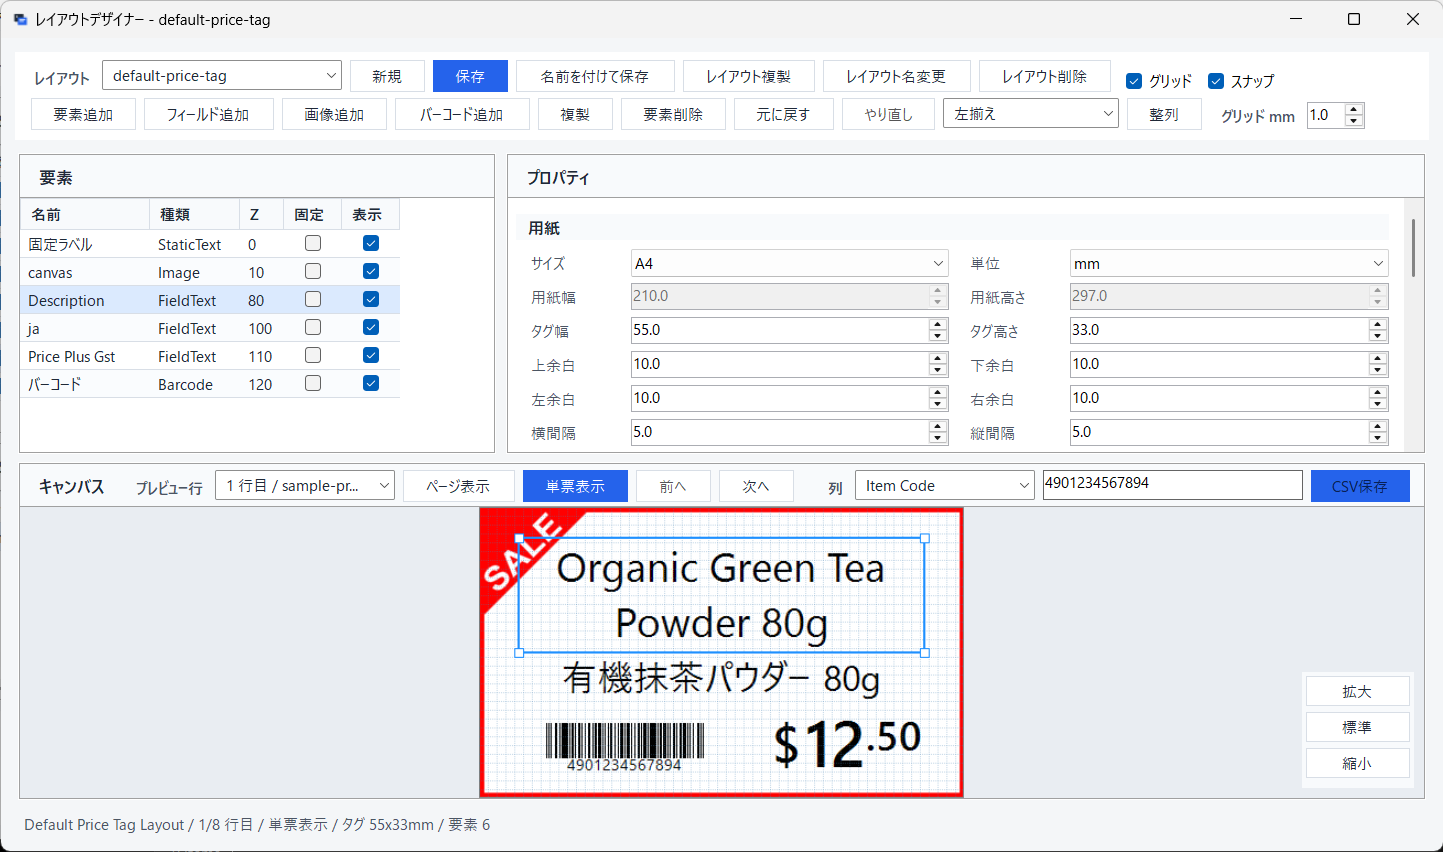 レイアウトデザイナー - default-price-tag
レイアウト default-price-tag 新規 保存 名前を付けて保存 レイアウト複製 レイアウト名変更 レイアウト削除 グリッド スナップ
要素追加 フィールド追加 画像追加 バーコード追加 複製 要素削除 元に戻す やり直し 左揃え 整列 グリッド mm 1.0
要素
名前 種類 Z 固定 表示
固定ラベル StaticText 0
canvas Image 10
Description FieldText 80
ja FieldText 100
Price Plus Gst FieldText 110
バーコード Barcode 120
プロパティ
用紙
サイズ A4 単位 mm
用紙幅 210.0 用紙高さ 297.0
タグ幅 55.0 タグ高さ 33.0
上余白 10.0 下余白 10.0
左余白 10.0 右余白 10.0
横間隔 5.0 縦間隔 5.0
キャンバス プレビュー行 1 行目 / sample-pr... ページ表示 単票表示 前へ 次へ 列 Item Code 4901234567894 CSV保存
SALE
Organic Green Tea
Powder 80g
有機抹茶パウダー 80g
4901234567894
$12.50
拡大
標準
縮小
Default Price Tag Layout / 1/8 行目 / 単票表示 / タグ 55x33mm / 要素 6